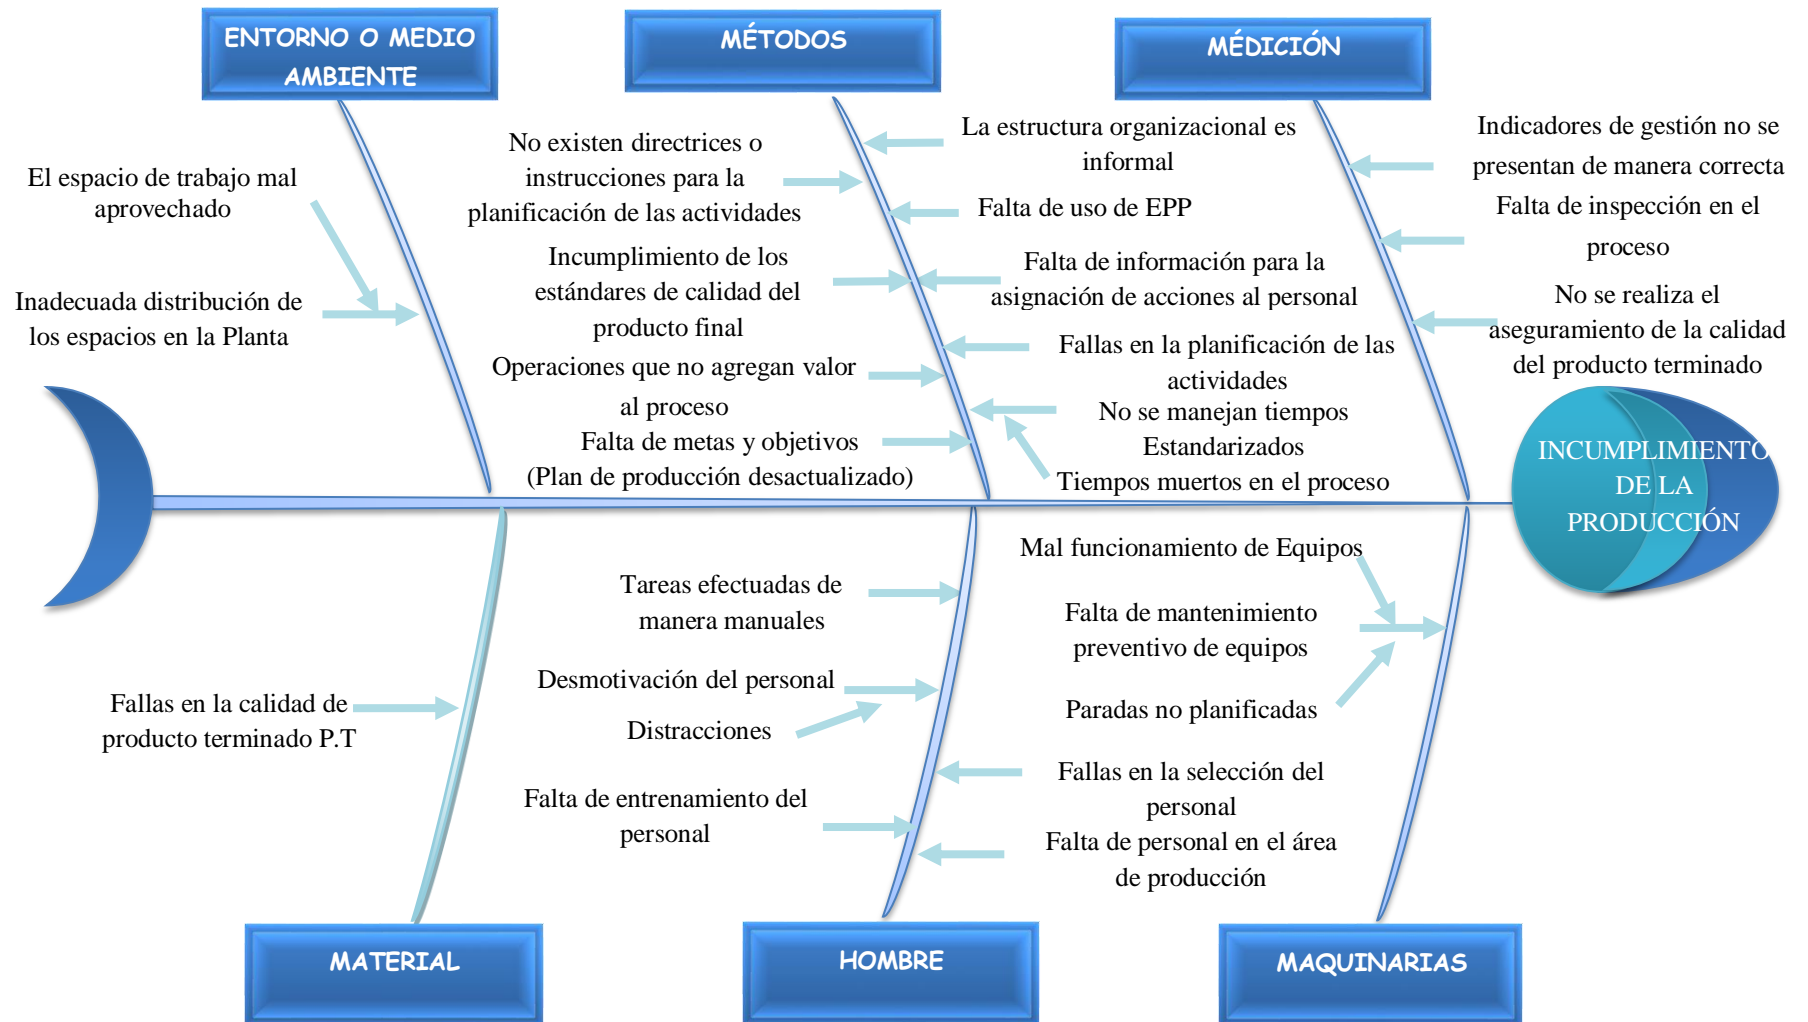 ENTORNO O MEDIO
AMBIENTE
MÉTODOS
MÉDICIÓN
El espacio de trabajo mal
aprovechado
Inadecuada distribución de
los espacios en la Planta
No existen directrices o
instrucciones para la
planificación de las actividades
Incumplimiento de los
estándares de calidad del
producto final
Operaciones que no agregan valor
al proceso
Falta de metas y objetivos
(Plan de producción desactualizado)
La estructura organizacional es
informal
Falta de uso de EPP
Falta de información para la
asignación de acciones al personal
Fallas en la planificación de las
actividades
No se manejan tiempos
Estandarizados
Tiempos muertos en el proceso
Indicadores de gestión no se
presentan de manera correcta
Falta de inspección en el
proceso
No se realiza el
aseguramiento de la calidad
del producto terminado
INCUMPLIMIENTO
DE LA
PRODUCCIÓN
Fallas en la calidad de
producto terminado P.T
Tareas efectuadas de
manera manuales
Desmotivación del personal
Distracciones
Falta de entrenamiento del
personal
Fallas en la selección del
personal
Falta de personal en el área
de producción
Mal funcionamiento de Equipos
Falta de mantenimiento
preventivo de equipos
Paradas no planificadas
MATERIAL
HOMBRE
MAQUINARIAS